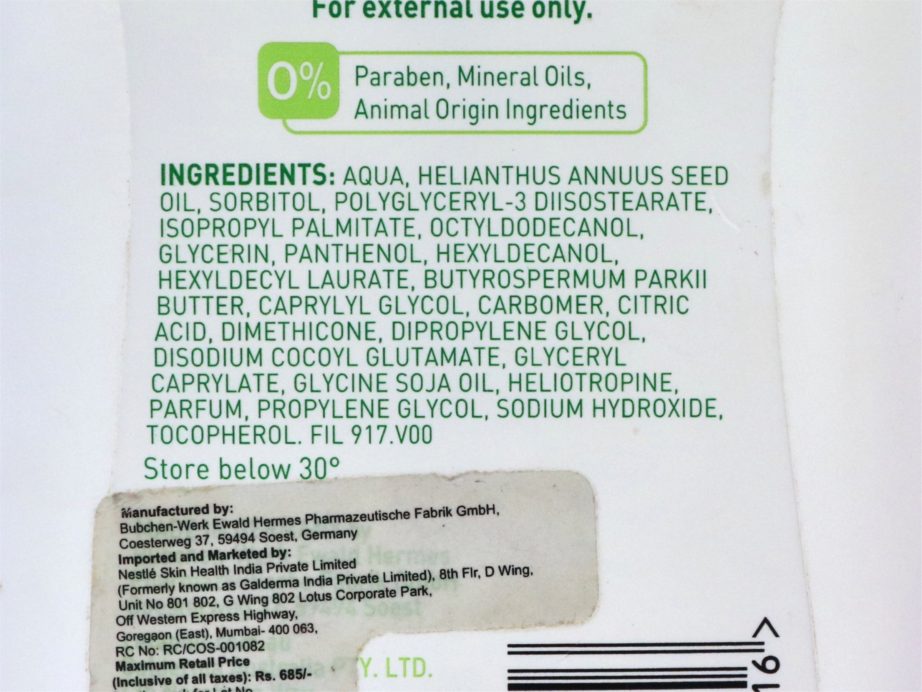 For external use only.
0%
Paraben, Mineral Oils,
Animal Origin Ingredients
INGREDIENTS: AQUA, HELIANTHUS ANNUUS SEED
OIL, SORBITOL, POLYGLYCERYL-3 DIISOSTEARATE,
ISOPROPYL PALMITATE, OCTYLDODECANOL,
GLYCERIN, PANTHENOL, HEXYLDECANOL,
HEXYLDECYL LAURATE, BUTYROSPERMUM PARKII
BUTTER, CAPRYLYL GLYCOL, CARBOMER, CITRIC
ACID, DIMETHICONE, DIPROPYLENE GLYCOL,
DISODIUM COCOYL GLUTAMATE, GLYCERYL
CAPRYLATE, GLYCINE SOJA OIL, HELIOTROPINE,
PARFUM, PROPYLENE GLYCOL, SODIUM HYDROXIDE,
TOCOPHEROL. FIL 917.V00
Store below 30°
Manufactured by:
Bubchen-Werk Ewald Hermes Pharmazeutische Fabrik GmbH,
Coesterweg 37, 59494 Soest, Germany
Imported and Marketed by:
Nestlé Skin Health India Private Limited
(Formerly known as Galderma India Private Limited), 8th Flr, D Wing,
Unit No 801 802, G Wing 802 Lotus Corporate Park,
Off Western Express Highway,
Goregaon (East), Mumbai- 400 063,
RC No: RC/COS-001082
Maximum Retail Price
(Inclusive of all taxes): Rs. 685/-
PTY. LTD.
16>